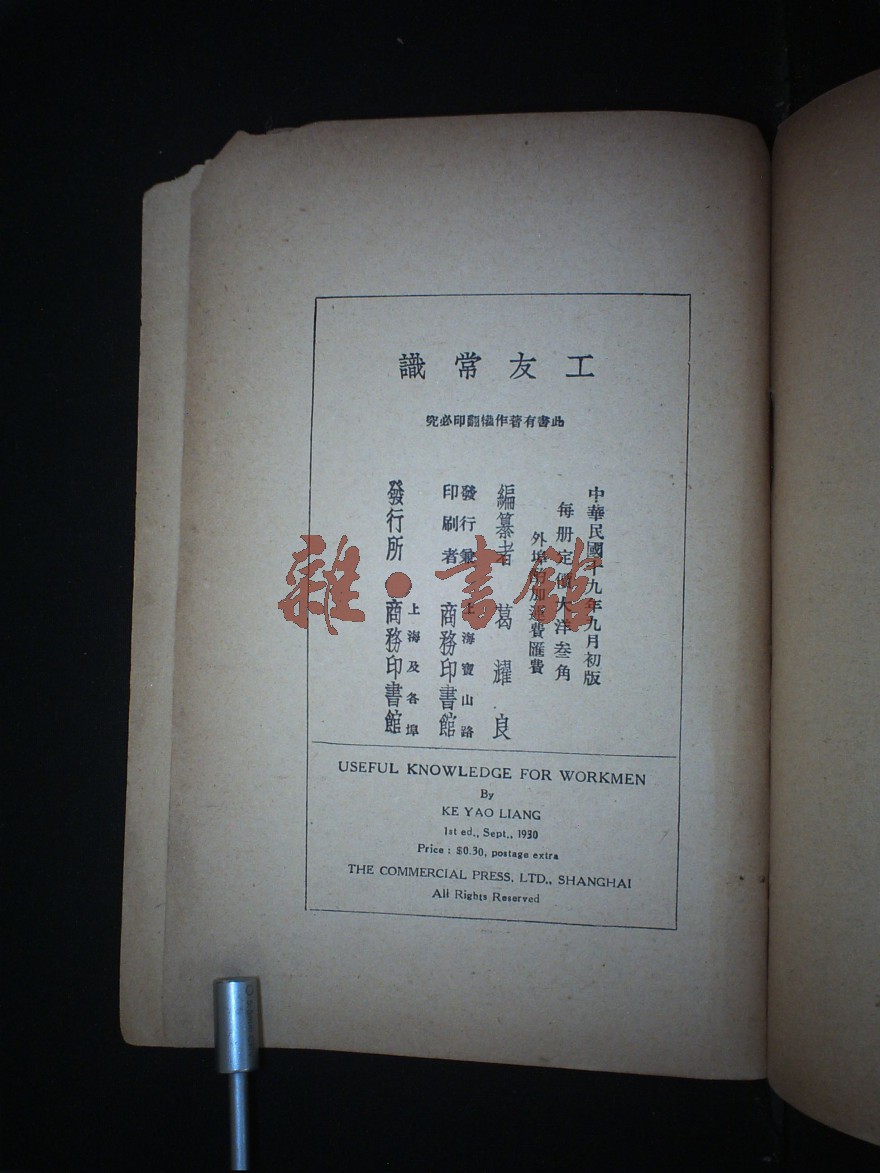 工友常識
此書有著作權翻印必究
中華民國十九年九月初版
每册定價大洋叁角
外埠酌加運費匯費
編纂者 葛燿良
發行兼印刷者 上海寶山路 商務印書館
發行所 上海及各埠 商務印書館
雜·書館
USEFUL KNOWLEDGE FOR WORKMEN
By
KE YAO LIANG
1st ed., Sept., 1930
Price : $0.30, postage extra
THE COMMERCIAL PRESS, LTD., SHANGHAI
All Rights Reserved